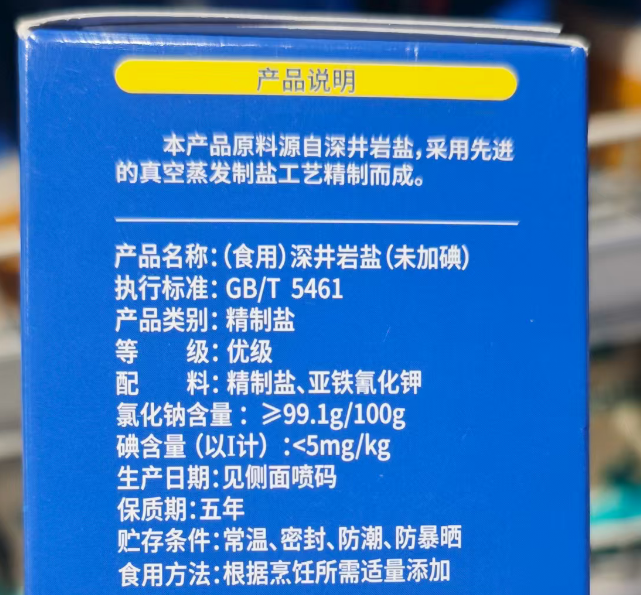 产品说明
本产品原料源自深井岩盐,采用先进
的真空蒸发制盐工艺精制而成。
产品名称:(食用)深井岩盐(未加碘)
执行标准: GB/T 5461
产品类别: 精制盐
等 级: 优级
配 料: 精制盐、亚铁氰化钾
氯化钠含量: ≥99.1g/100g
碘含量(以I计):<5mg/kg
生产日期:见侧面喷码
保质期:五年
贮存条件:常温、密封、防潮、防暴晒
食用方法:根据烹饪所需适量添加